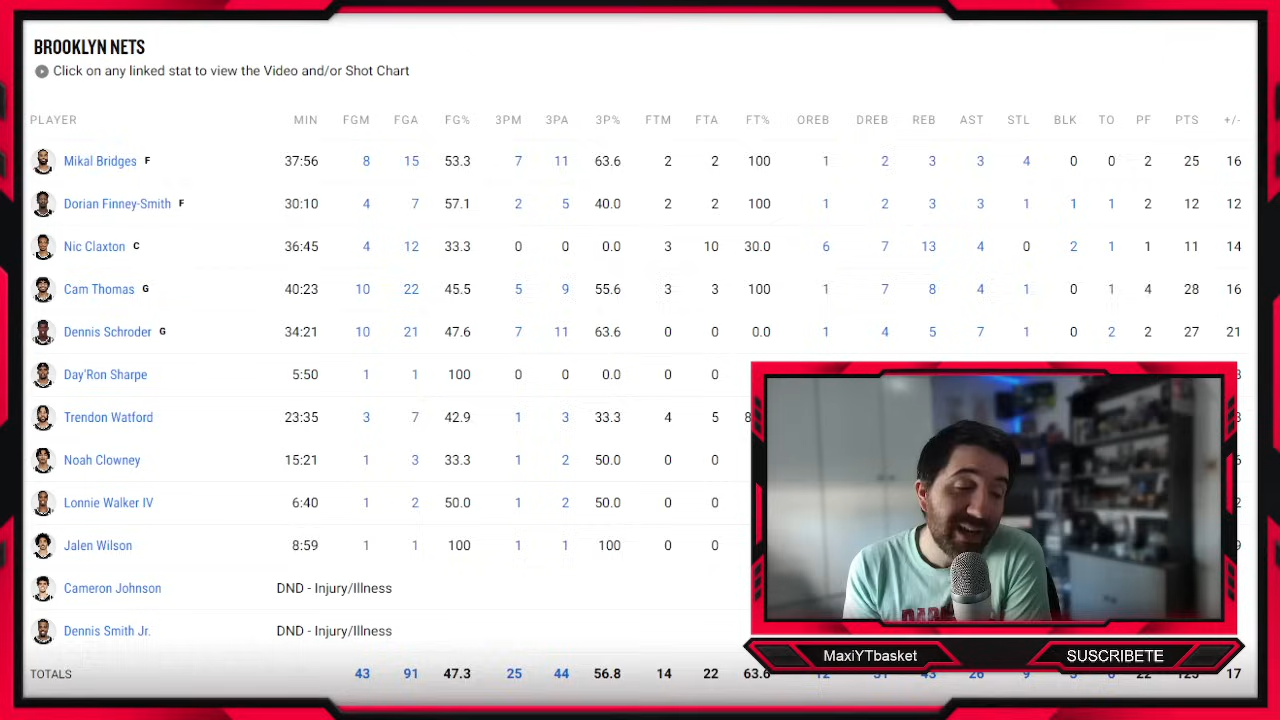 BROOKLYN NETS
Click on any linked stat to view the Video and/or Shot Chart
PLAYER MIN FGM FGA FG% 3PM 3PA 3P% FTM FTA FT% OREB DREB REB AST STL BLK TO PF PTS +/-
Mikal Bridges F 37:56 8 15 53.3 7 11 63.6 2 2 100 1 2 3 3 4 0 0 2 25 16
Dorian Finney-Smith F 30:10 4 7 57.1 2 5 40.0 2 2 100 1 2 3 3 1 1 1 2 12 12
Nic Claxton C 36:45 4 12 33.3 0 0 0.0 3 10 30.0 6 7 13 4 0 2 1 1 11 14
Cam Thomas G 40:23 10 22 45.5 5 9 55.6 3 3 100 1 7 8 4 1 0 1 4 28 16
Dennis Schroder G 34:21 10 21 47.6 7 11 63.6 0 0 0.0 1 4 5 7 1 0 2 2 27 21
Day'Ron Sharpe 5:50 1 1 100 0 0 0.0 0 0
Trendon Watford 23:35 3 7 42.9 1 3 33.3 4 5
Noah Clowney 15:21 1 3 33.3 1 2 50.0 0 0
Lonnie Walker IV 6:40 1 2 50.0 1 2 50.0 0 0
Jalen Wilson 8:59 1 1 100 1 1 100 0 0
Cameron Johnson DND - Injury/Illness
Dennis Smith Jr. DND - Injury/Illness
MaxiYTbasket SUSCRIBETE
TOTALS 43 91 47.3 25 44 56.8 14 22 63.6 17